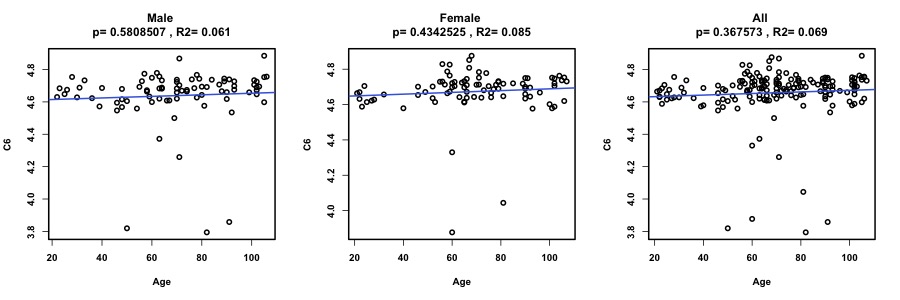 Male
p= 0.5808507 , R2= 0.061
C6
4.8
4.6
4.4
4.2
4.0
3.8
20 40 60 80 100
Age
Female
p= 0.4342525 , R2= 0.085
C6
4.8
4.6
4.4
4.2
4.0
20 40 60 80 100
Age
All
p= 0.367573 , R2= 0.069
C6
4.8
4.6
4.4
4.2
4.0
3.8
20 40 60 80 100
Age